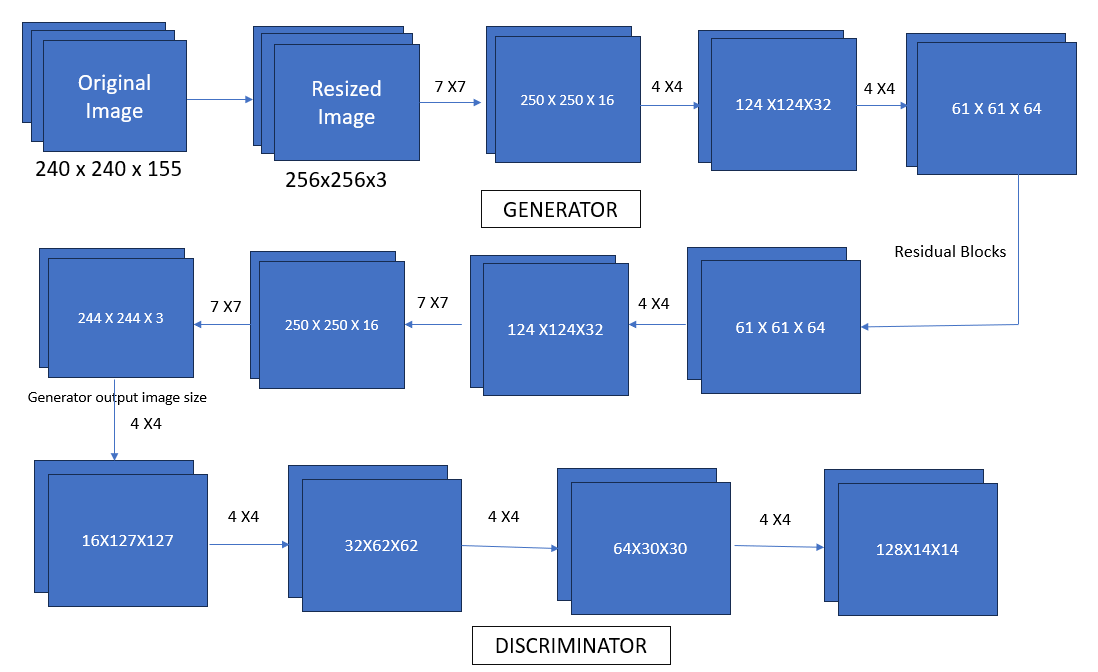 Original
Image
240 x 240 x 155
Resized
Image
256x256x3
7 X7
250 X 250 X 16
4 X4
124 X124X32
4 X4
61 X 61 X 64
GENERATOR
Residual Blocks
61 X 61 X 64
4 X4
124 X124X32
7 X7
250 X 250 X 16
7 X7
244 X 244 X 3
Generator output image size
4 X4
16X127X127
4 X4
32X62X62
4 X4
64X30X30
4 X4
128X14X14
DISCRIMINATOR